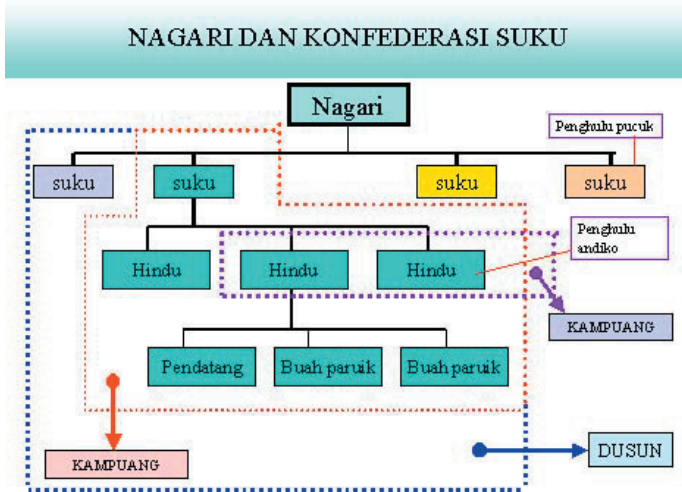 NAGARI DAN KONFEDERASI SUKU
Nagari
Penghulu pucuk
suku
suku
suku
suku
Penghulu
andiko
Hindu
Hindu
Hindu
KAMPUANG
Pendatang
Buah paruik
Buah paruik
KAMPUANG
DUSUN